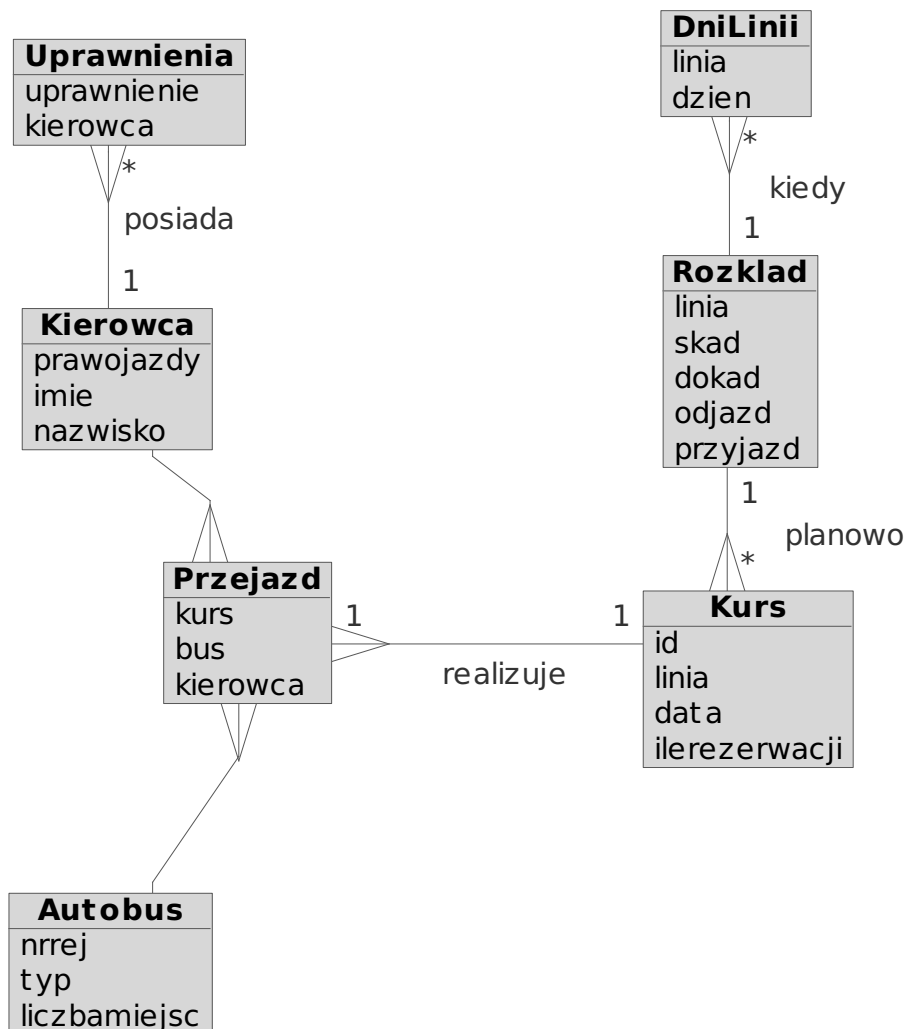 Uprawnienia
uprawnienie
kierowca
*
posiada
1
Kierowca
prawojazdy
imie
nazwisko
DniLinii
linia
dzien
*
kiedy
1
Rozklad
linia
skad
dokad
odjazd
przyjazd
1
planowo
*
Przejazd
kurs
bus
kierowca
1
realizuje
1
Kurs
id
linia
data
ilerezerwacji
Autobus
nrrej
typ
liczbamiejsc